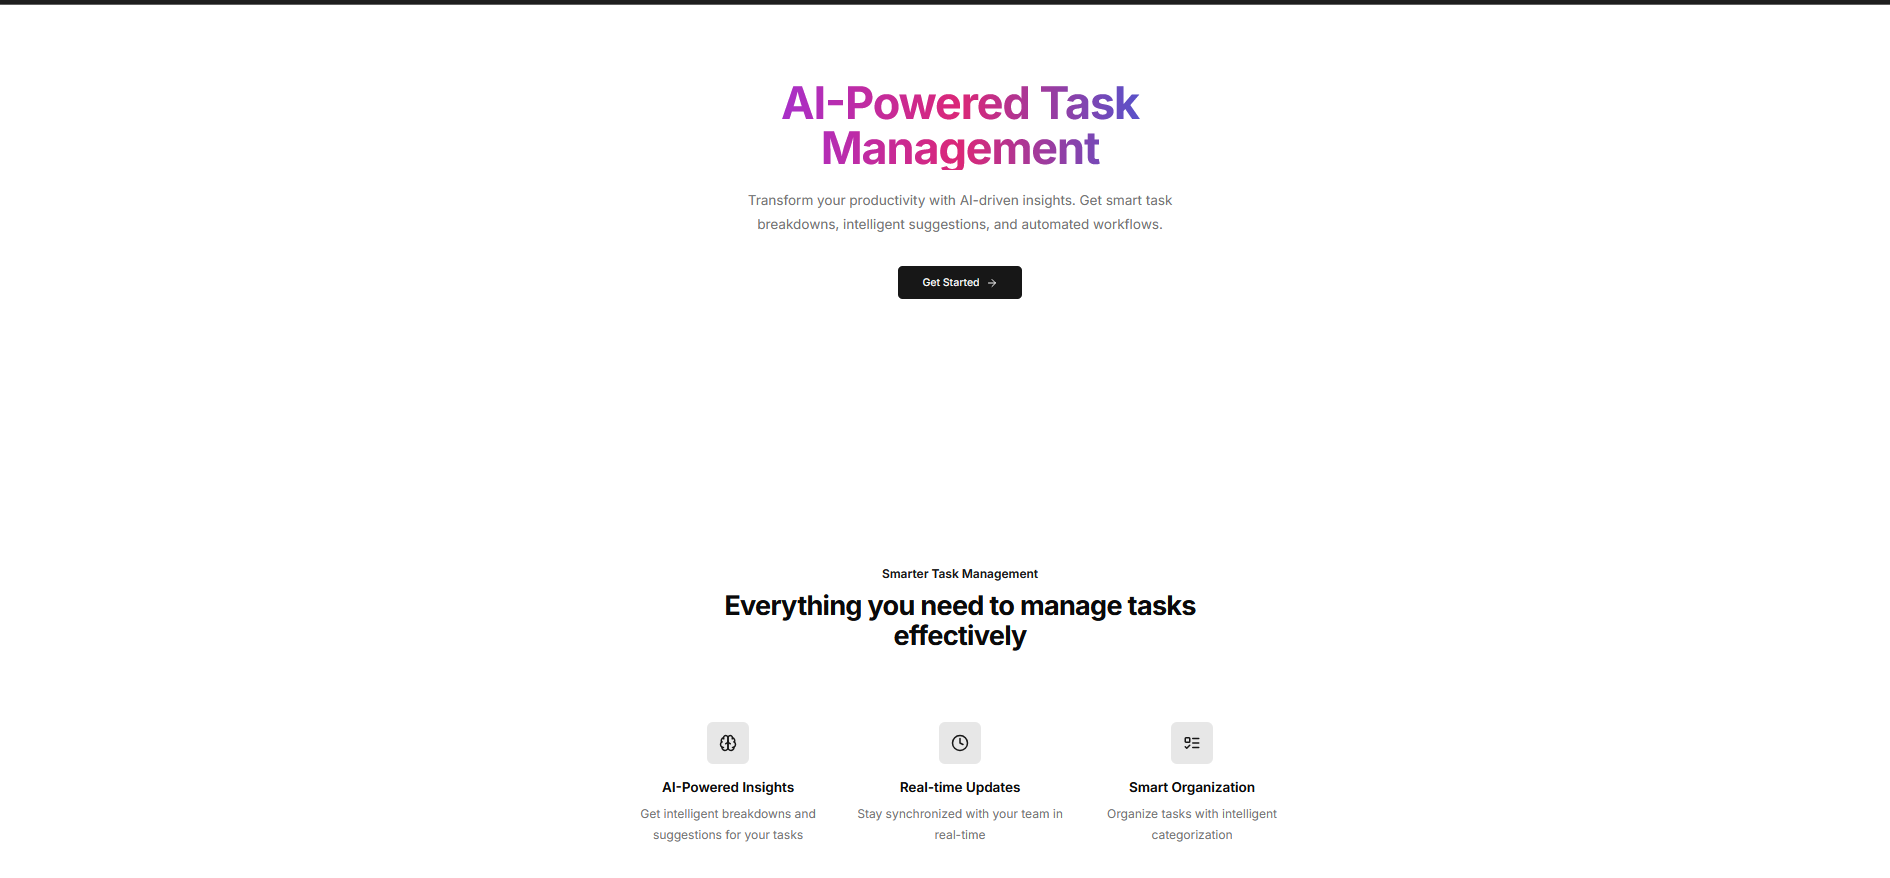 AI-Powered Task
Management
Transform your productivity with AI-driven insights. Get smart task
breakdowns, intelligent suggestions, and automated workflows.
Get Started →
Smarter Task Management
Everything you need to manage tasks
effectively
AI-Powered Insights
Get intelligent breakdowns and
suggestions for your tasks
Real-time Updates
Stay synchronized with your team in
real-time
Smart Organization
Organize tasks with intelligent
categorization